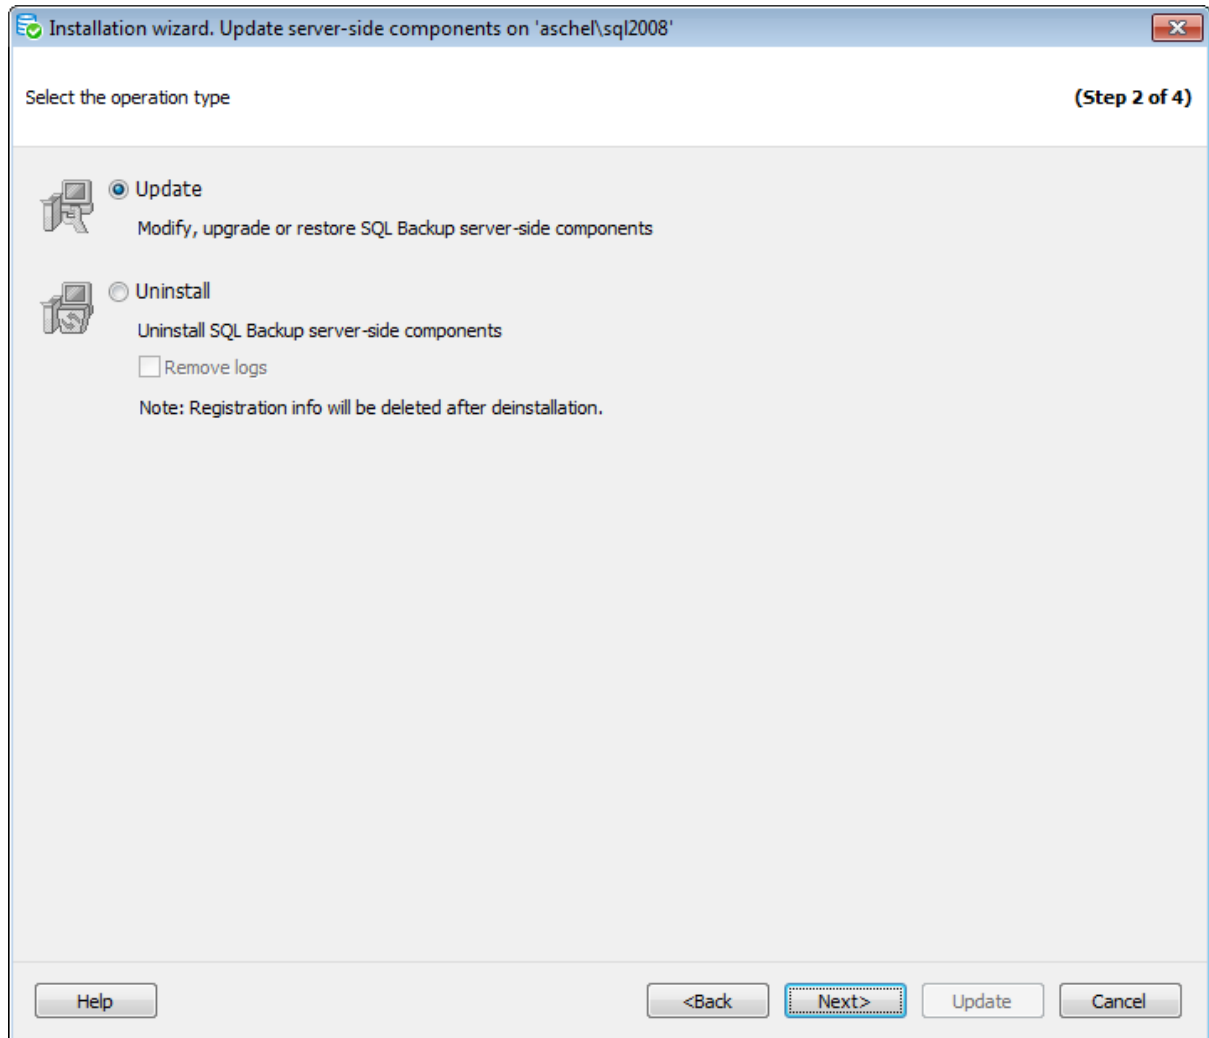 Installation wizard. Update server-side components on 'aschel\sql2008'
Select the operation type (Step 2 of 4)
Update
Modify, upgrade or restore SQL Backup server-side components
Uninstall
Uninstall SQL Backup server-side components
Remove logs
Note: Registration info will be deleted after deinstallation.
Help <Back Next> Update Cancel